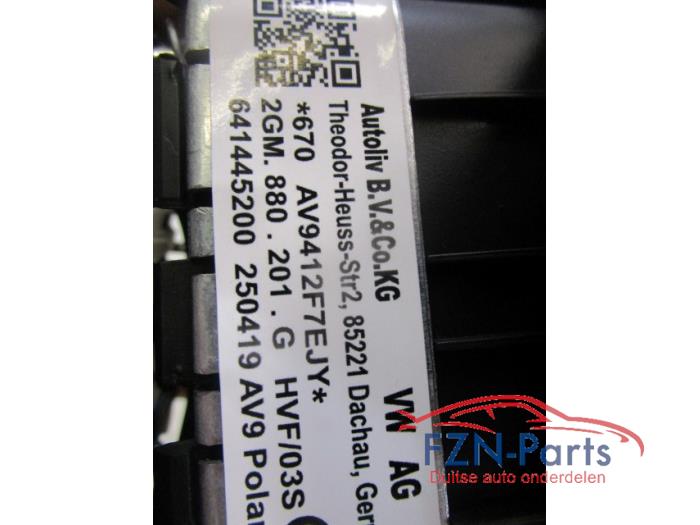 Autoliv B.V.&Co.KG VW AG
Theodor-Heuss-Str2, 85221 Dachau, Ger
*670 AV9412F7EJY*
2GM. 880 . 201 . G HVF/03S
641445200 250419 AV9 Pola
FZN-Parts
Duitse auto onderdelen